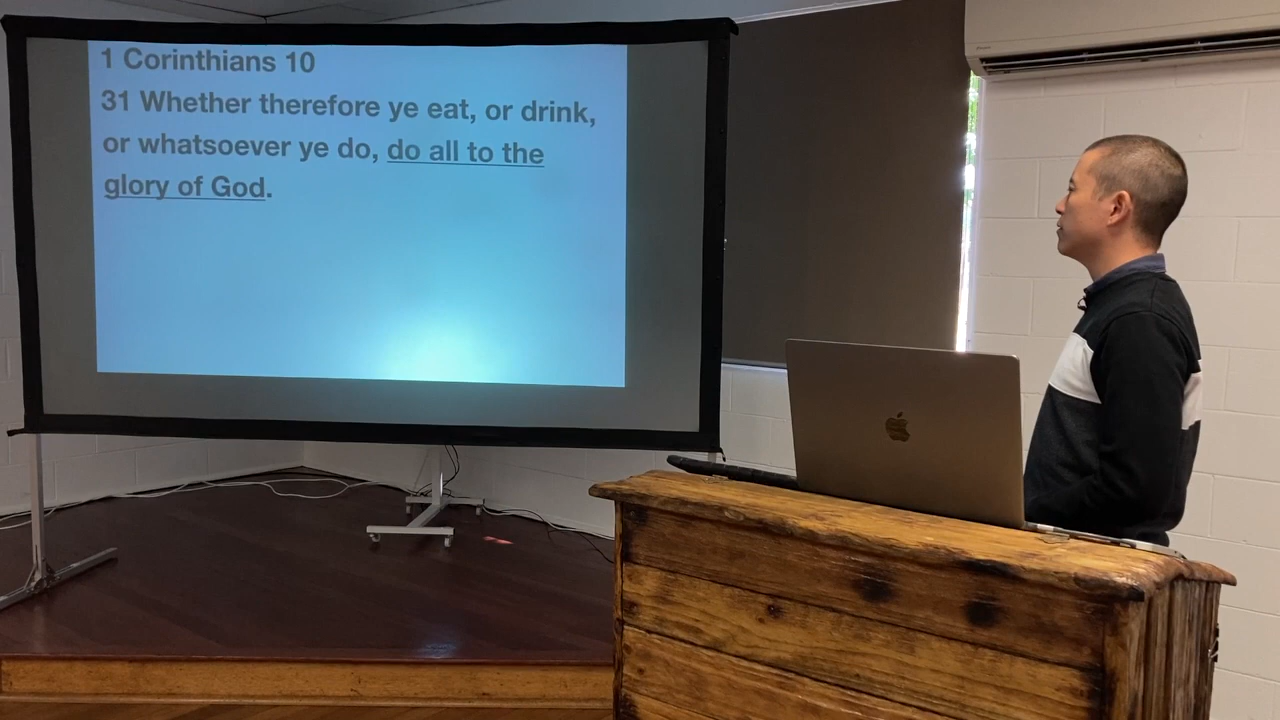 1 Corinthians 10
31 Whether therefore ye eat, or drink,
or whatsoever ye do, do all to the
glory of God.